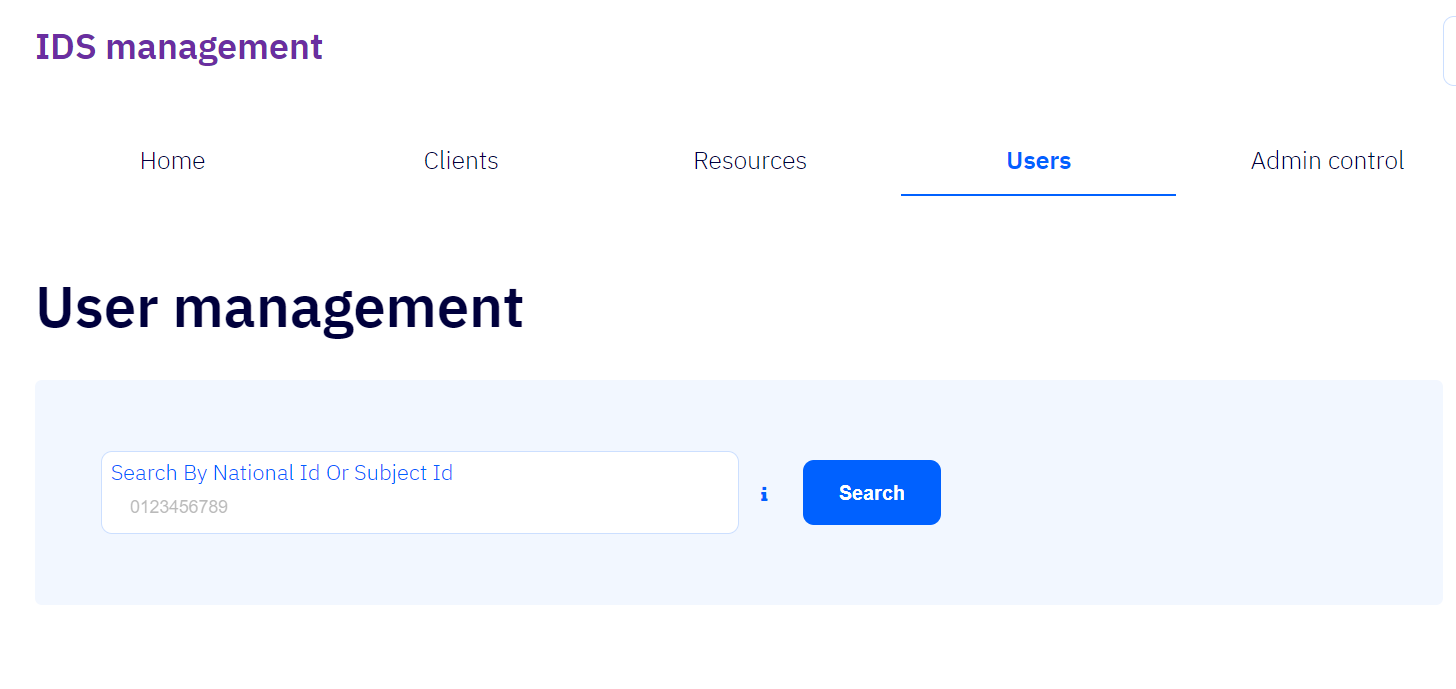 IDS management
Home Clients Resources Users Admin control
User management
Search By National Id Or Subject Id
0123456789
i
Search